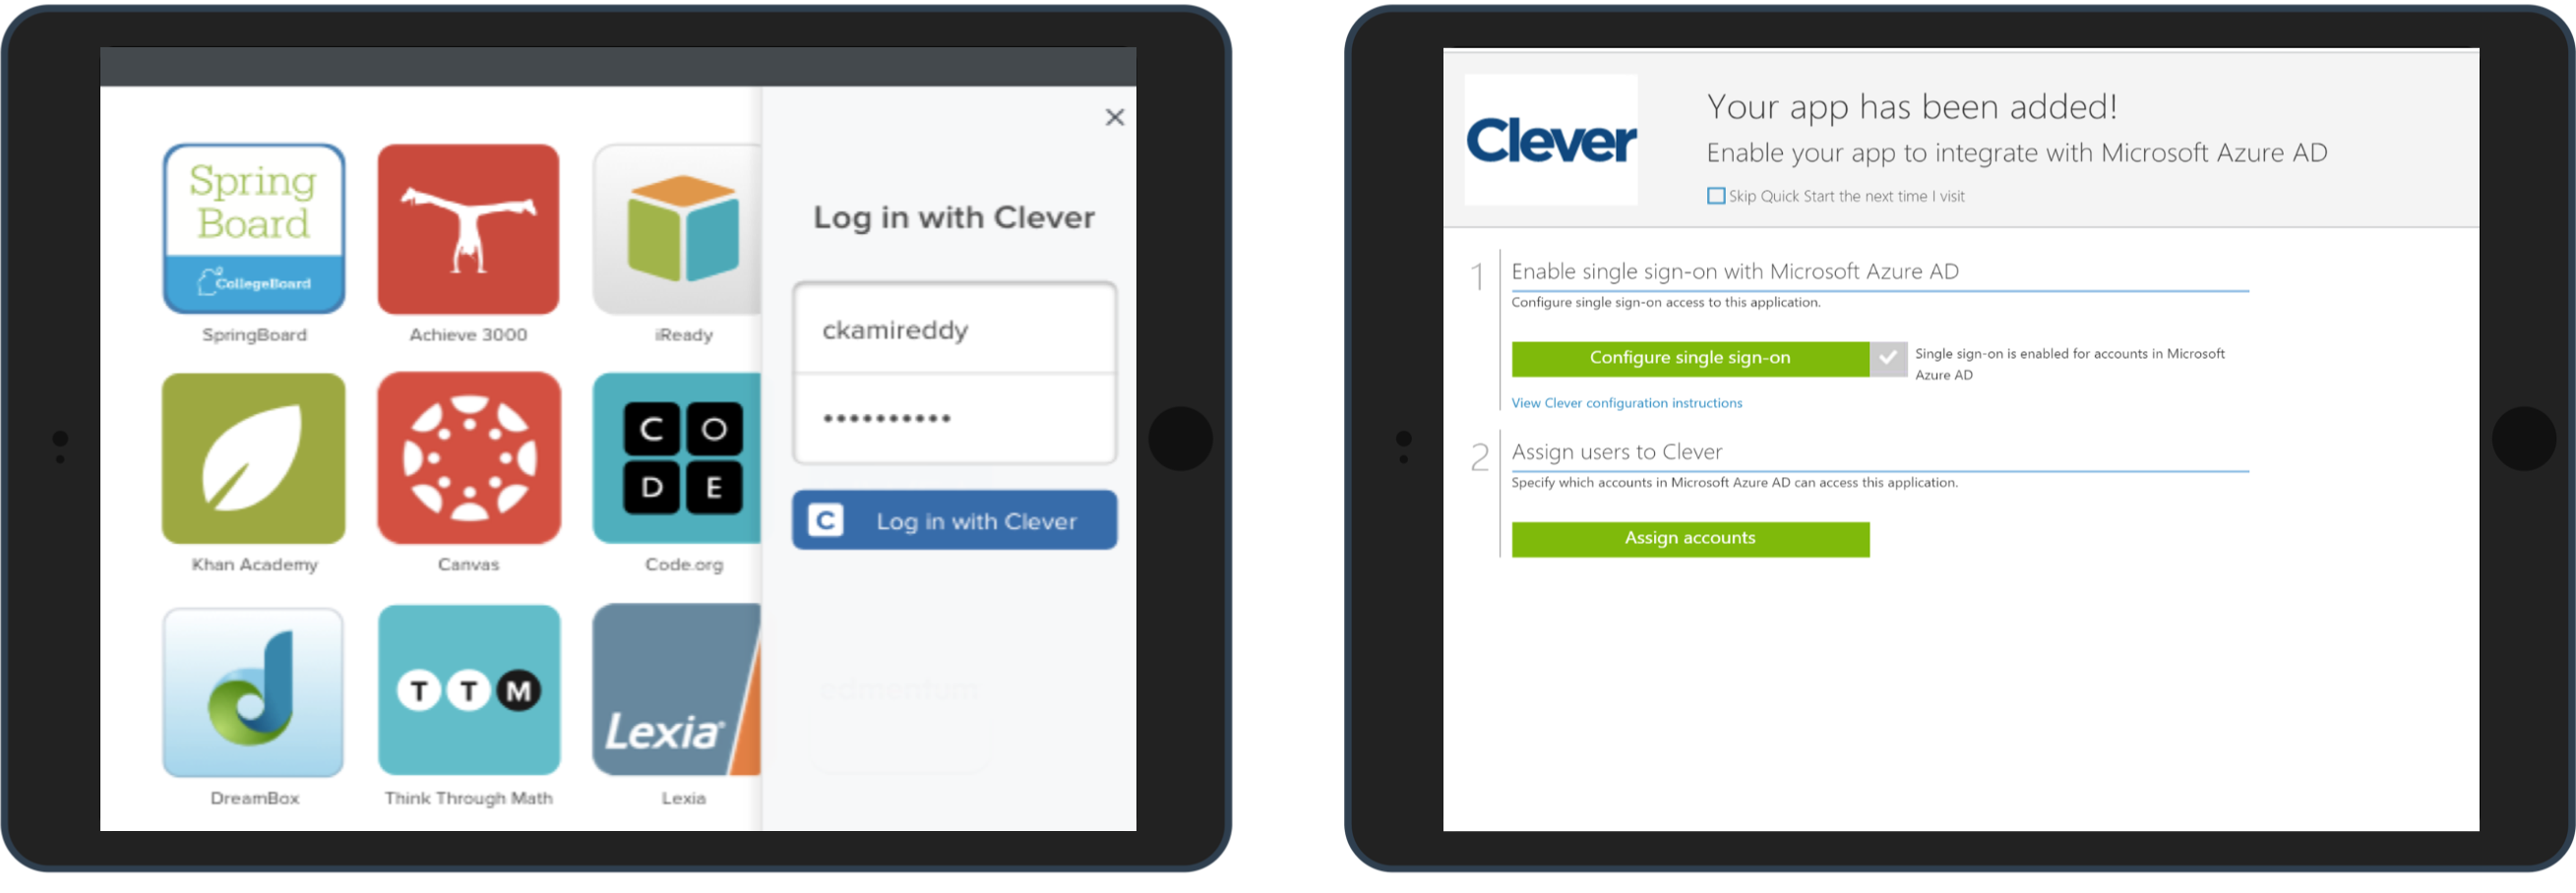 Spring
Board
CollegeBoard
SpringBoard
Achieve 3000
iReady
Khan Academy
Canvas
C O
D E
Code.org
DreamBox
T T M
Think Through Math
Lexia
Lexia
Log in with Clever
ckamireddy
••••••••••
C Log in with Clever
Clever
Your app has been added!
Enable your app to integrate with Microsoft Azure AD
Skip Quick Start the next time I visit
1 Enable single sign-on with Microsoft Azure AD
Configure single sign-on access to this application.
Configure single sign-on
Single sign-on is enabled for accounts in Microsoft
Azure AD
View Clever configuration instructions
2 Assign users to Clever
Specify which accounts in Microsoft Azure AD can access this application.
Assign accounts